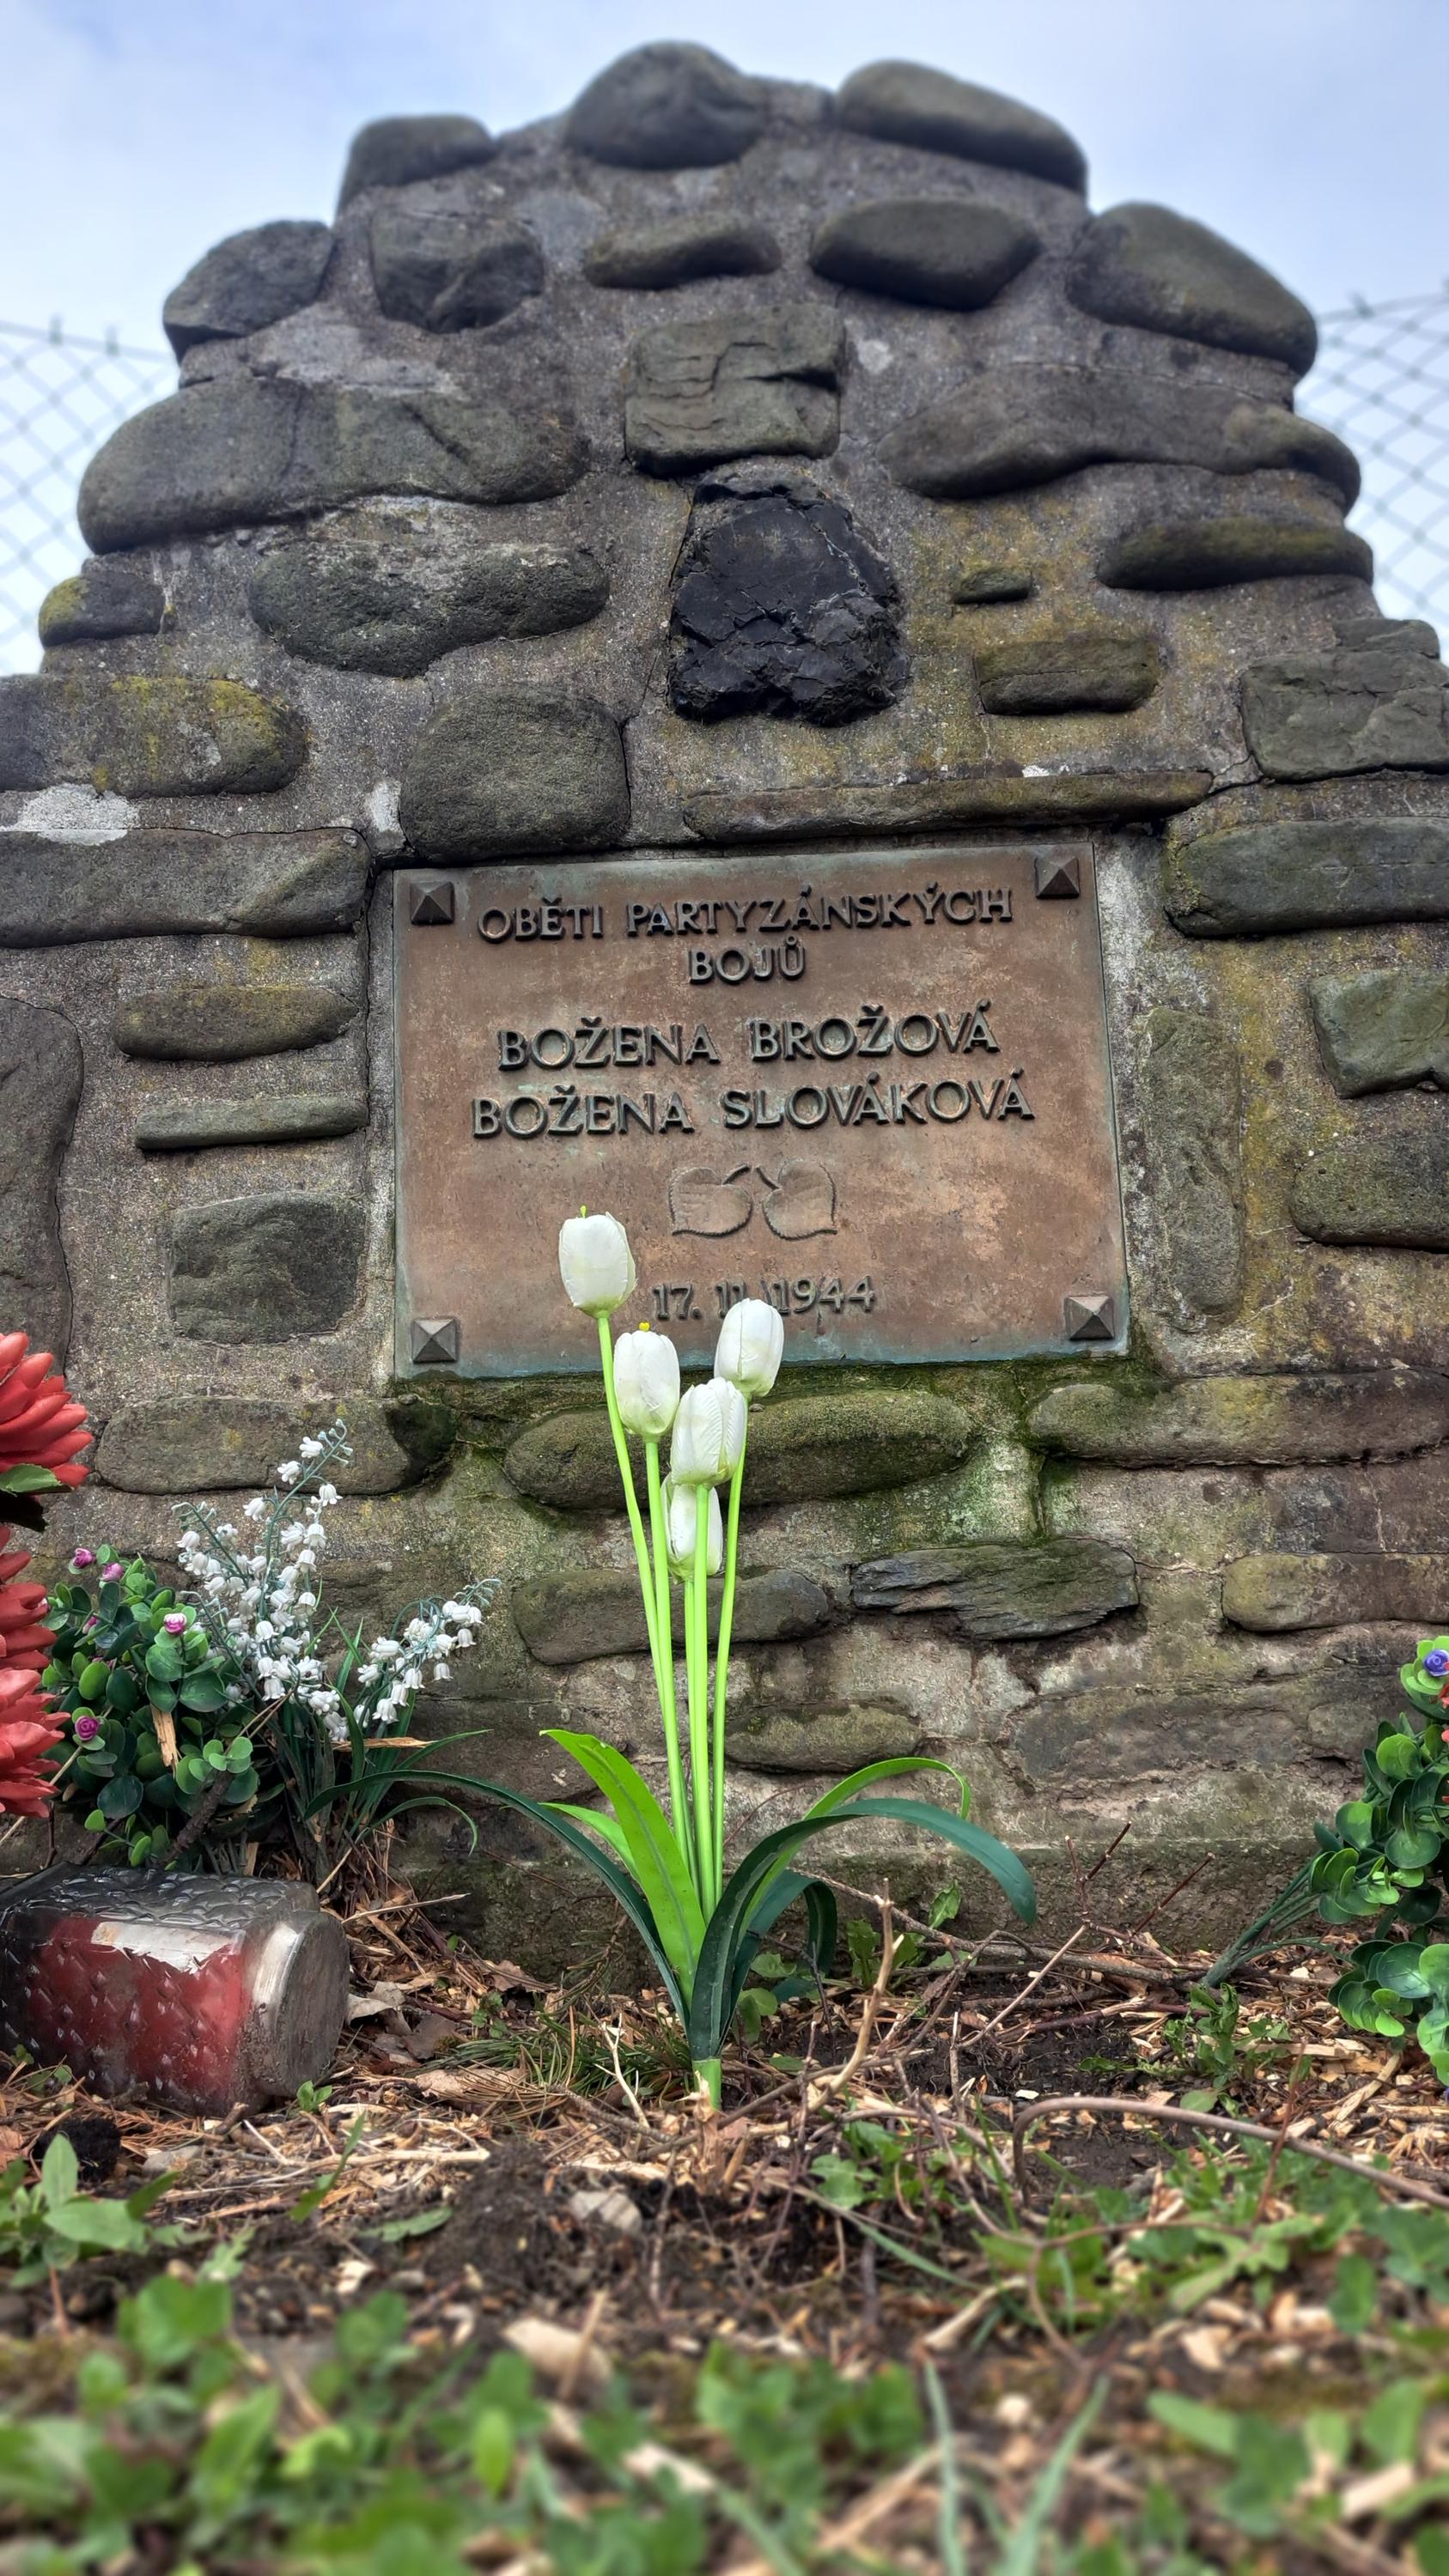 OBĚTI PARTYZÁNSKÝCH
BOJŮ
BOŽENA BROŽOVÁ
BOŽENA SLOVÁKOVÁ
17. 11. 1944